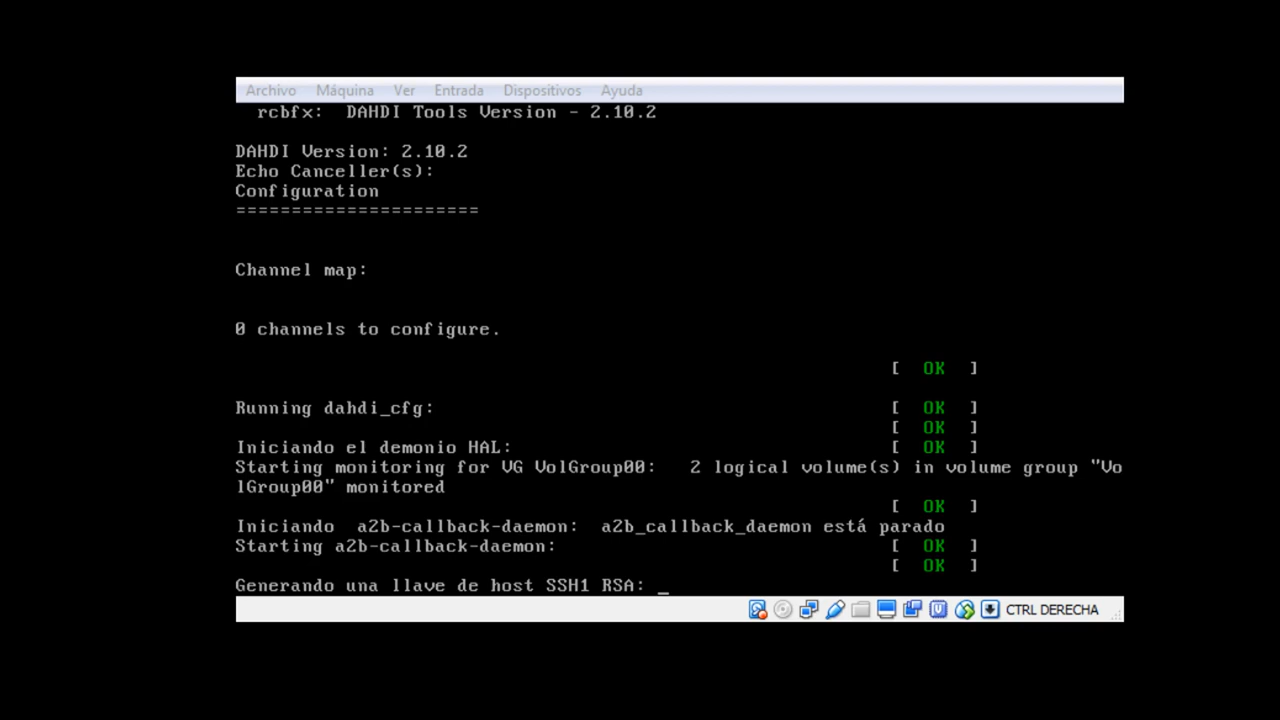 Archivo Máquina Ver Entrada Dispositivos Ayuda
rcbfx: DAHDI Tools Version - 2.10.2
DAHDI Version: 2.10.2
Echo Canceller(s):
Configuration
======================
Channel map:
0 channels to configure.
[ OK ]
Running dahdi_cfg: [ OK ]
[ OK ]
Iniciando el demonio HAL: [ OK ]
Starting monitoring for VG VolGroup00: 2 logical volume(s) in volume group "Vo
lGroup00" monitored
[ OK ]
Iniciando a2b-callback-daemon: a2b_callback_daemon está parado
Starting a2b-callback-daemon: [ OK ]
[ OK ]
Generando una llave de host SSH1 RSA: _
CTRL DERECHA